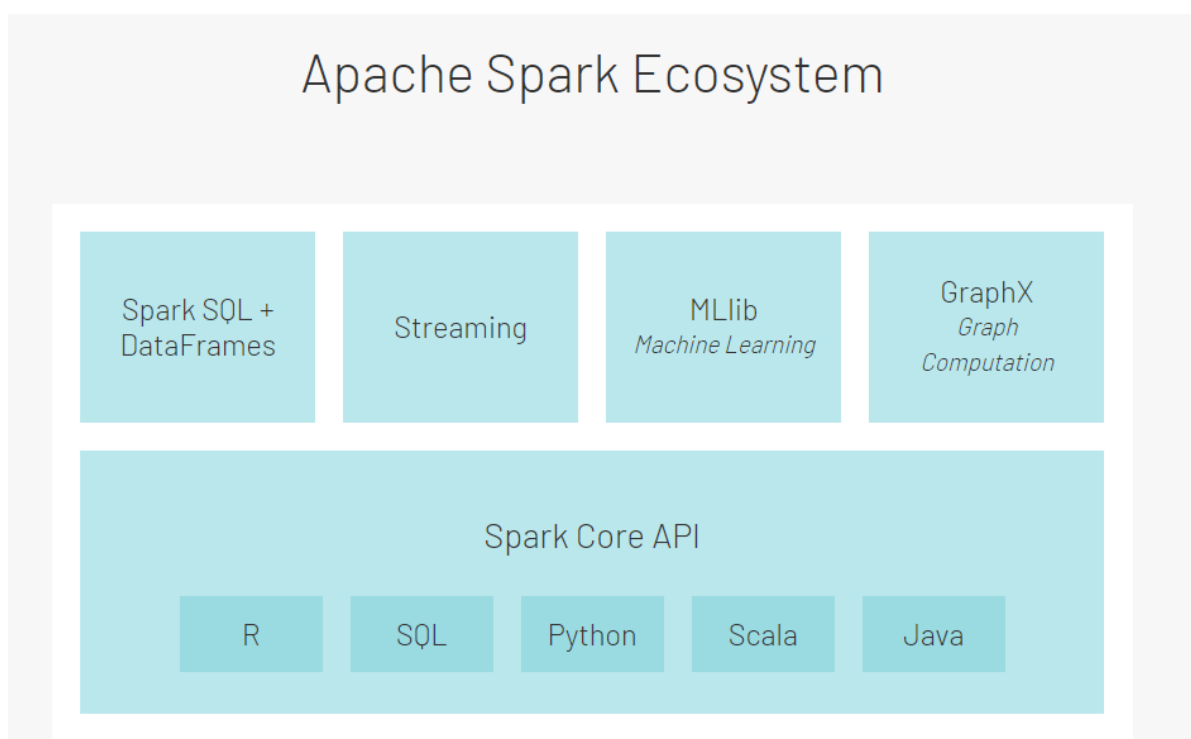 Apache Spark Ecosystem
Spark SQL +
DataFrames
Streaming
MLlib
Machine Learning
GraphX
Graph
Computation
Spark Core API
R
SQL
Python
Scala
Java